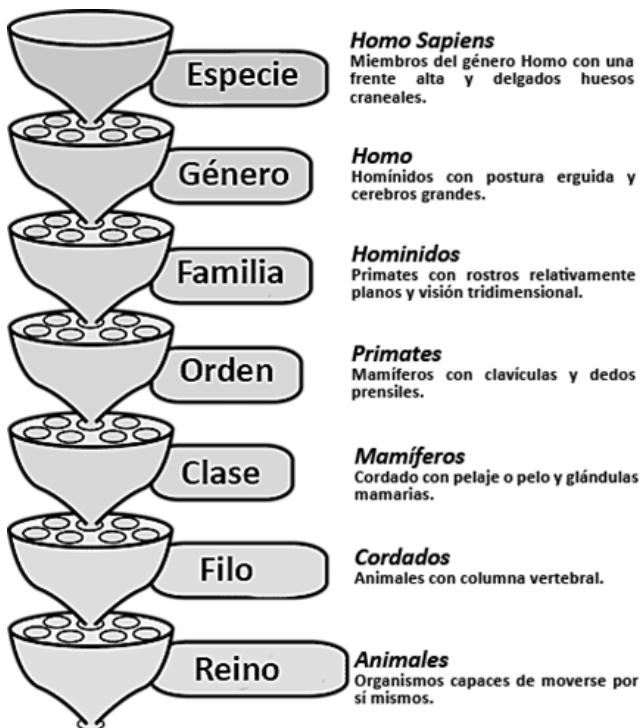 Especie
Homo Sapiens
Miembros del género Homo con una
frente alta y delgados huesos
craneales.
Género
Homo
Homínidos con postura erguida y
cerebros grandes.
Familia
Hominidos
Primates con rostros relativamente
planos y visión tridimensional.
Orden
Primates
Mamíferos con clavículas y dedos
prensiles.
Clase
Mamíferos
Cordado con pelaje o pelo y glándulas
mamarias.
Filo
Cordados
Animales con columna vertebral.
Reino
Animales
Organismos capaces de moverse por
sí mismos.